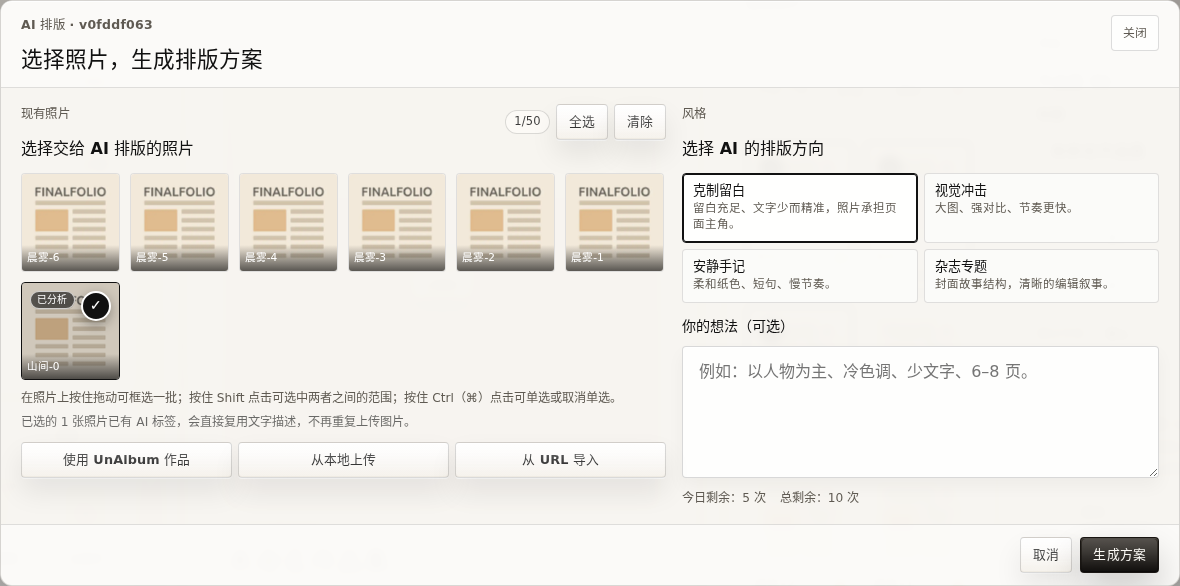 AI 排版 · v0fddf063
选择照片，生成排版方案
关闭
现有照片
选择交给 AI 排版的照片
1/50
全选
清除
FINALFOLIO
晨雾-6
FINALFOLIO
晨雾-5
FINALFOLIO
晨雾-4
FINALFOLIO
晨雾-3
FINALFOLIO
晨雾-2
FINALFOLIO
晨雾-1
已分析
✓
山间-0
在照片上按住拖动可框选一批；按住 Shift 点击可选中两者之间的范围；按住 Ctrl（⌘）点击可单选或取消单选。
已选的 1 张照片已有 AI 标签，会直接复用文字描述，不再重复上传图片。
使用 UnAlbum 作品
从本地上传
从 URL 导入
风格
选择 AI 的排版方向
克制留白
留白充足、文字少而精准，照片承担页
面主角。
视觉冲击
大图、强对比、节奏更快。
安静手记
柔和纸色、短句、慢节奏。
杂志专题
封面故事结构，清晰的编辑叙事。
你的想法（可选）
例如：以人物为主、冷色调、少文字、6–8 页。
今日剩余：5 次 总剩余：10 次
取消
生成方案